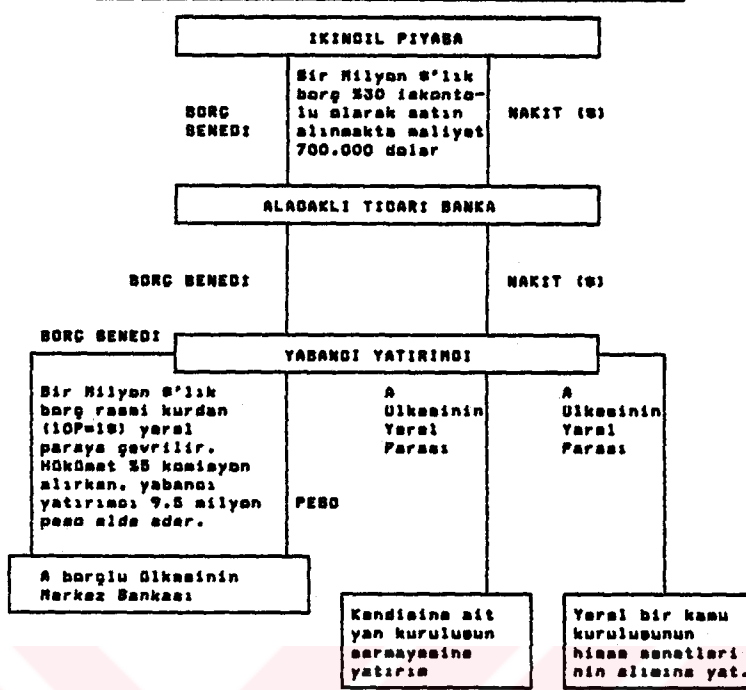 IKINCIL PIYASA
Bir Milyon $'lık
borç %30 iskonto-
lu olarak satın
alınmakta maliyet
700.000 dolar
BORÇ
SENEDI
NAKIT ($)
ALACAKLI TICARI BANKA
BORÇ SENEDI
NAKIT ($)
BORÇ SENEDI
YABANCI YATIRIMCI
Bir Milyon $'lık
borç resmi kurdan
(10P=1$) yerel
paraya çevrilir.
Hükümet %5 komisyon
alırken, yabancı
yatırımcı 9.5 milyon
peso elde eder.
PESO
A
Ülkesinin
Yerel
Parası
A
Ülkesinin
Yerel
Parası
A borçlu Ülkesinin
Merkez Bankası
Kendisine ait
yan kuruluşun
sermayesine
yatırım
Yerel bir kamu
kuruluşunun
hisse senetleri
nin alımına yat.